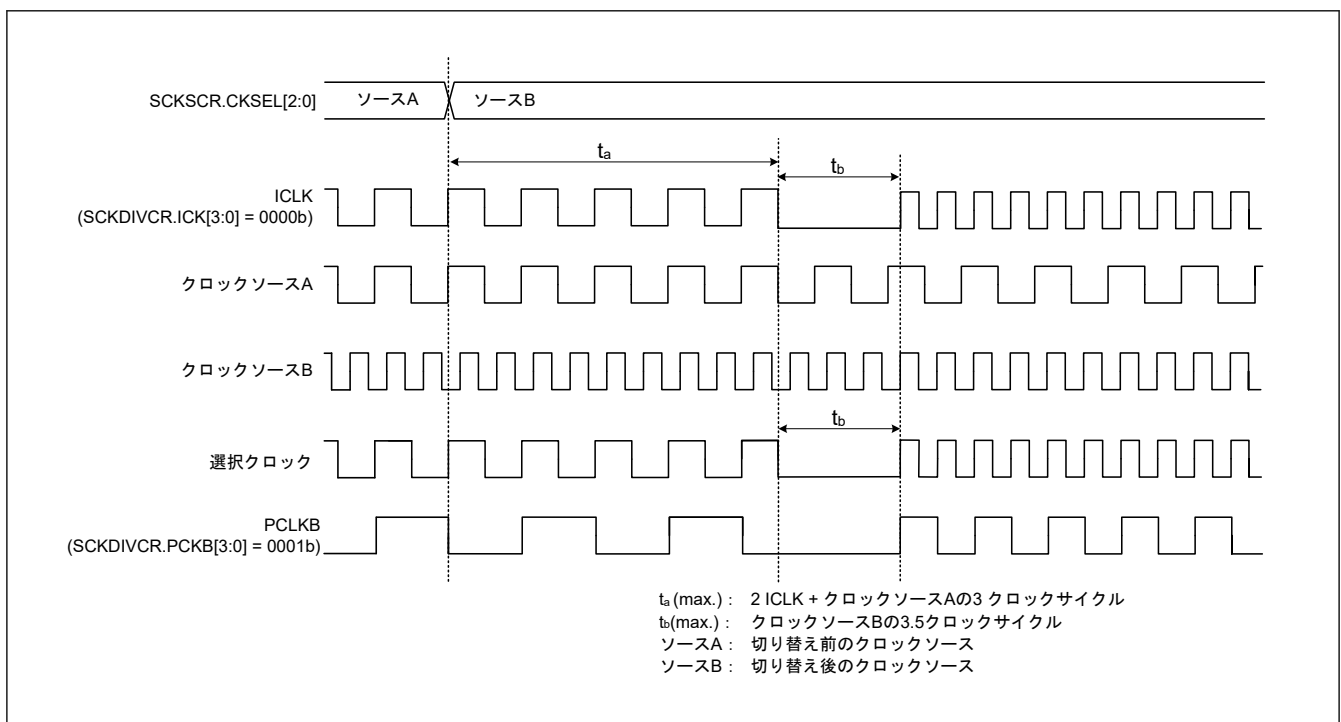 SCKSCR.CKSEL[2:0]
ソースA
ソースB
ta
tb
ICLK
(SCKDIVCR.ICK[3:0] = 0000b)
クロックソースA
クロックソースB
tb
選択クロック
PCLKB
(SCKDIVCR.PCKB[3:0] = 0001b)
ta (max.) : 2 ICLK + クロックソースAの3 クロックサイクル
tb(max.) : クロックソースBの3.5クロックサイクル
ソースA : 切り替え前のクロックソース
ソースB : 切り替え後のクロックソース